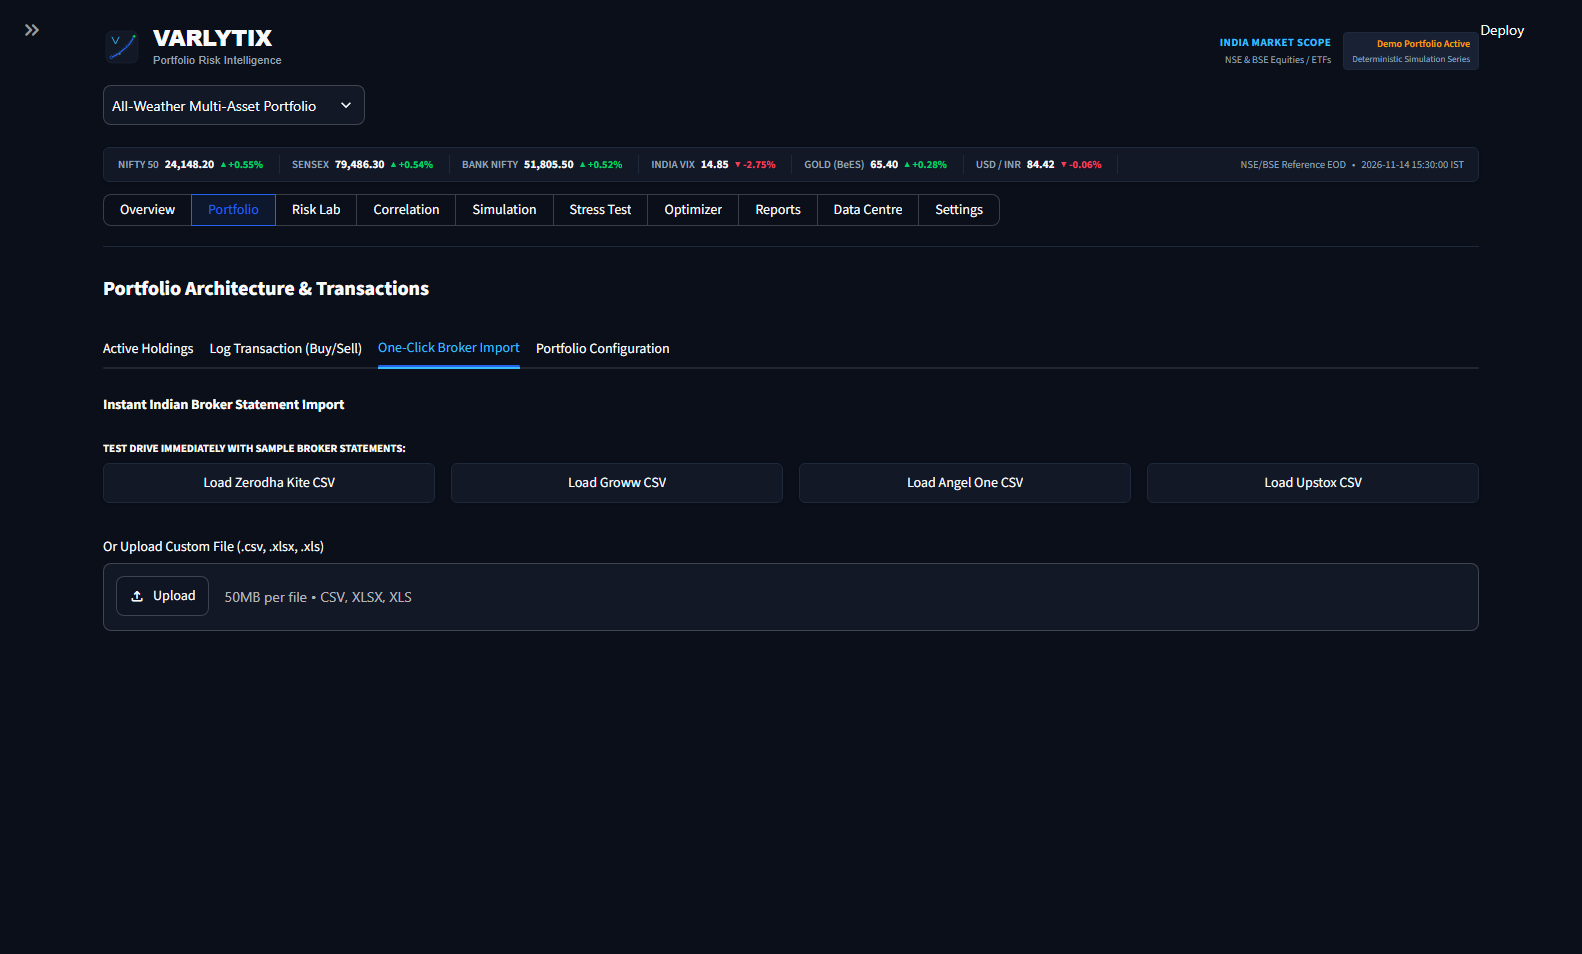 Deploy
VARLYTIX
Portfolio Risk Intelligence
INDIA MARKET SCOPE
NSE & BSE Equities / ETFs
Demo Portfolio Active
Deterministic Simulation Series
All-Weather Multi-Asset Portfolio
NIFTY 50 24,148.20 ▲ +0.55% SENSEX 79,486.30 ▲ +0.54% BANK NIFTY 51,805.50 ▲ +0.52% INDIA VIX 14.85 ▼ -2.75% GOLD (BeES) 65.40 ▲ +0.28% USD / INR 84.42 ▼ -0.06% NSE/BSE Reference EOD • 2026-11-14 15:30:00 IST
Overview Portfolio Risk Lab Correlation Simulation Stress Test Optimizer Reports Data Centre Settings
Portfolio Architecture & Transactions
Active Holdings Log Transaction (Buy/Sell) One-Click Broker Import Portfolio Configuration
Instant Indian Broker Statement Import
TEST DRIVE IMMEDIATELY WITH SAMPLE BROKER STATEMENTS:
Load Zerodha Kite CSV Load Groww CSV Load Angel One CSV Load Upstox CSV
Or Upload Custom File (.csv, .xlsx, .xls)
Upload 50MB per file • CSV, XLSX, XLS